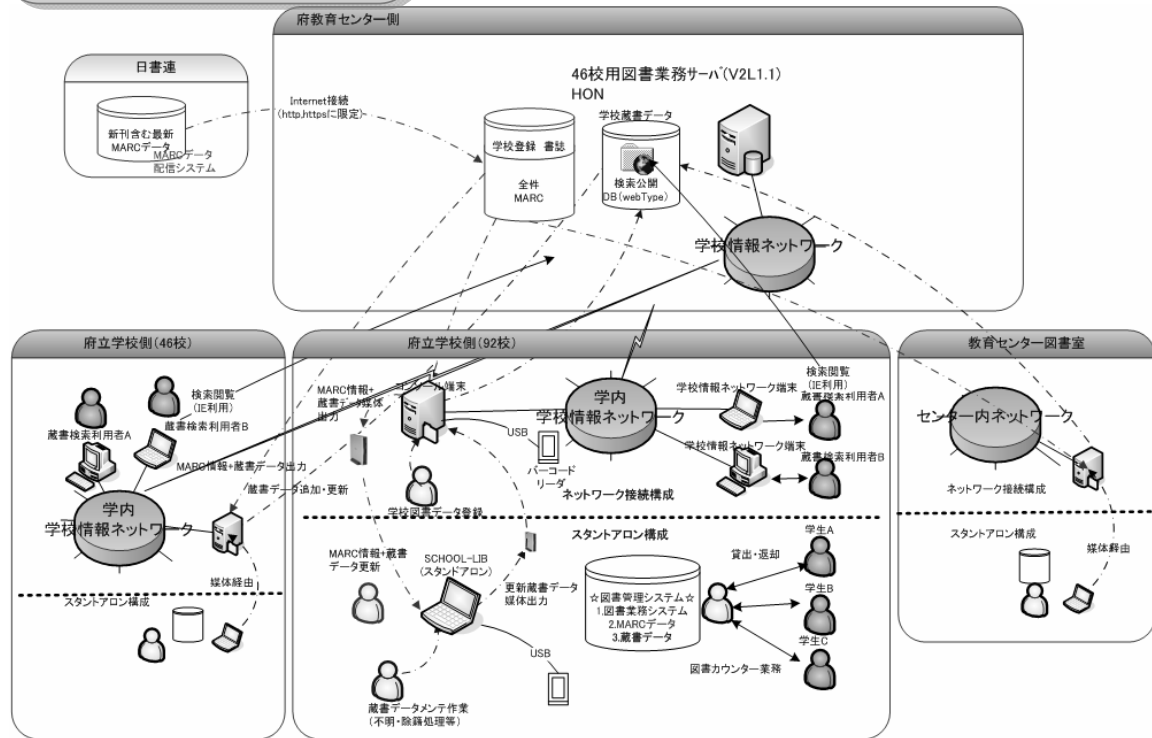 府教育センター側
日書連
新刊含む最新
MARCデータ
MARCデータ
配信システム
Internet接続
(http,httpsに限定)
46校用図書業務サーバ(V2L1.1)
HON
学校登録 書誌
全件
MARC
学校蔵書データ
検索公開
DB(webType)
学校情報ネットワーク
府立学校側(46校)
検索閲覧
(IE利用)
蔵書検索利用者A
蔵書検索利用者B
MARC情報+蔵書データ出力
蔵書データ追加・更新
学内
学校情報ネットワーク
媒体経由
スタントアロン構成
府立学校側(92校)
MARC情報+
蔵書データ媒体
出力
コンソール端末
USB
バーコード
リーダ
学校図書データ登録
学内
学校情報ネットワーク
学校情報ネットワーク端末
学校情報ネットワーク端末
検索閲覧
(IE利用)
蔵書検索利用者A
蔵書検索利用者B
ネットワーク接続構成
スタントアロン構成
MARC情報+蔵書
データ更新
SCHOOL-LIB
(スタンドアロン)
更新蔵書データ
媒体出力
USB
蔵書データメンテ作業
(不明・除籍処理等)
☆図書管理システム☆
1.図書業務システム
2.MARCデータ
3.蔵書データ
貸出・返却
学生A
学生B
学生C
図書カウンター業務
教育センター図書室
センター内ネットワーク
ネットワーク接続構成
スタントアロン構成
媒体経由